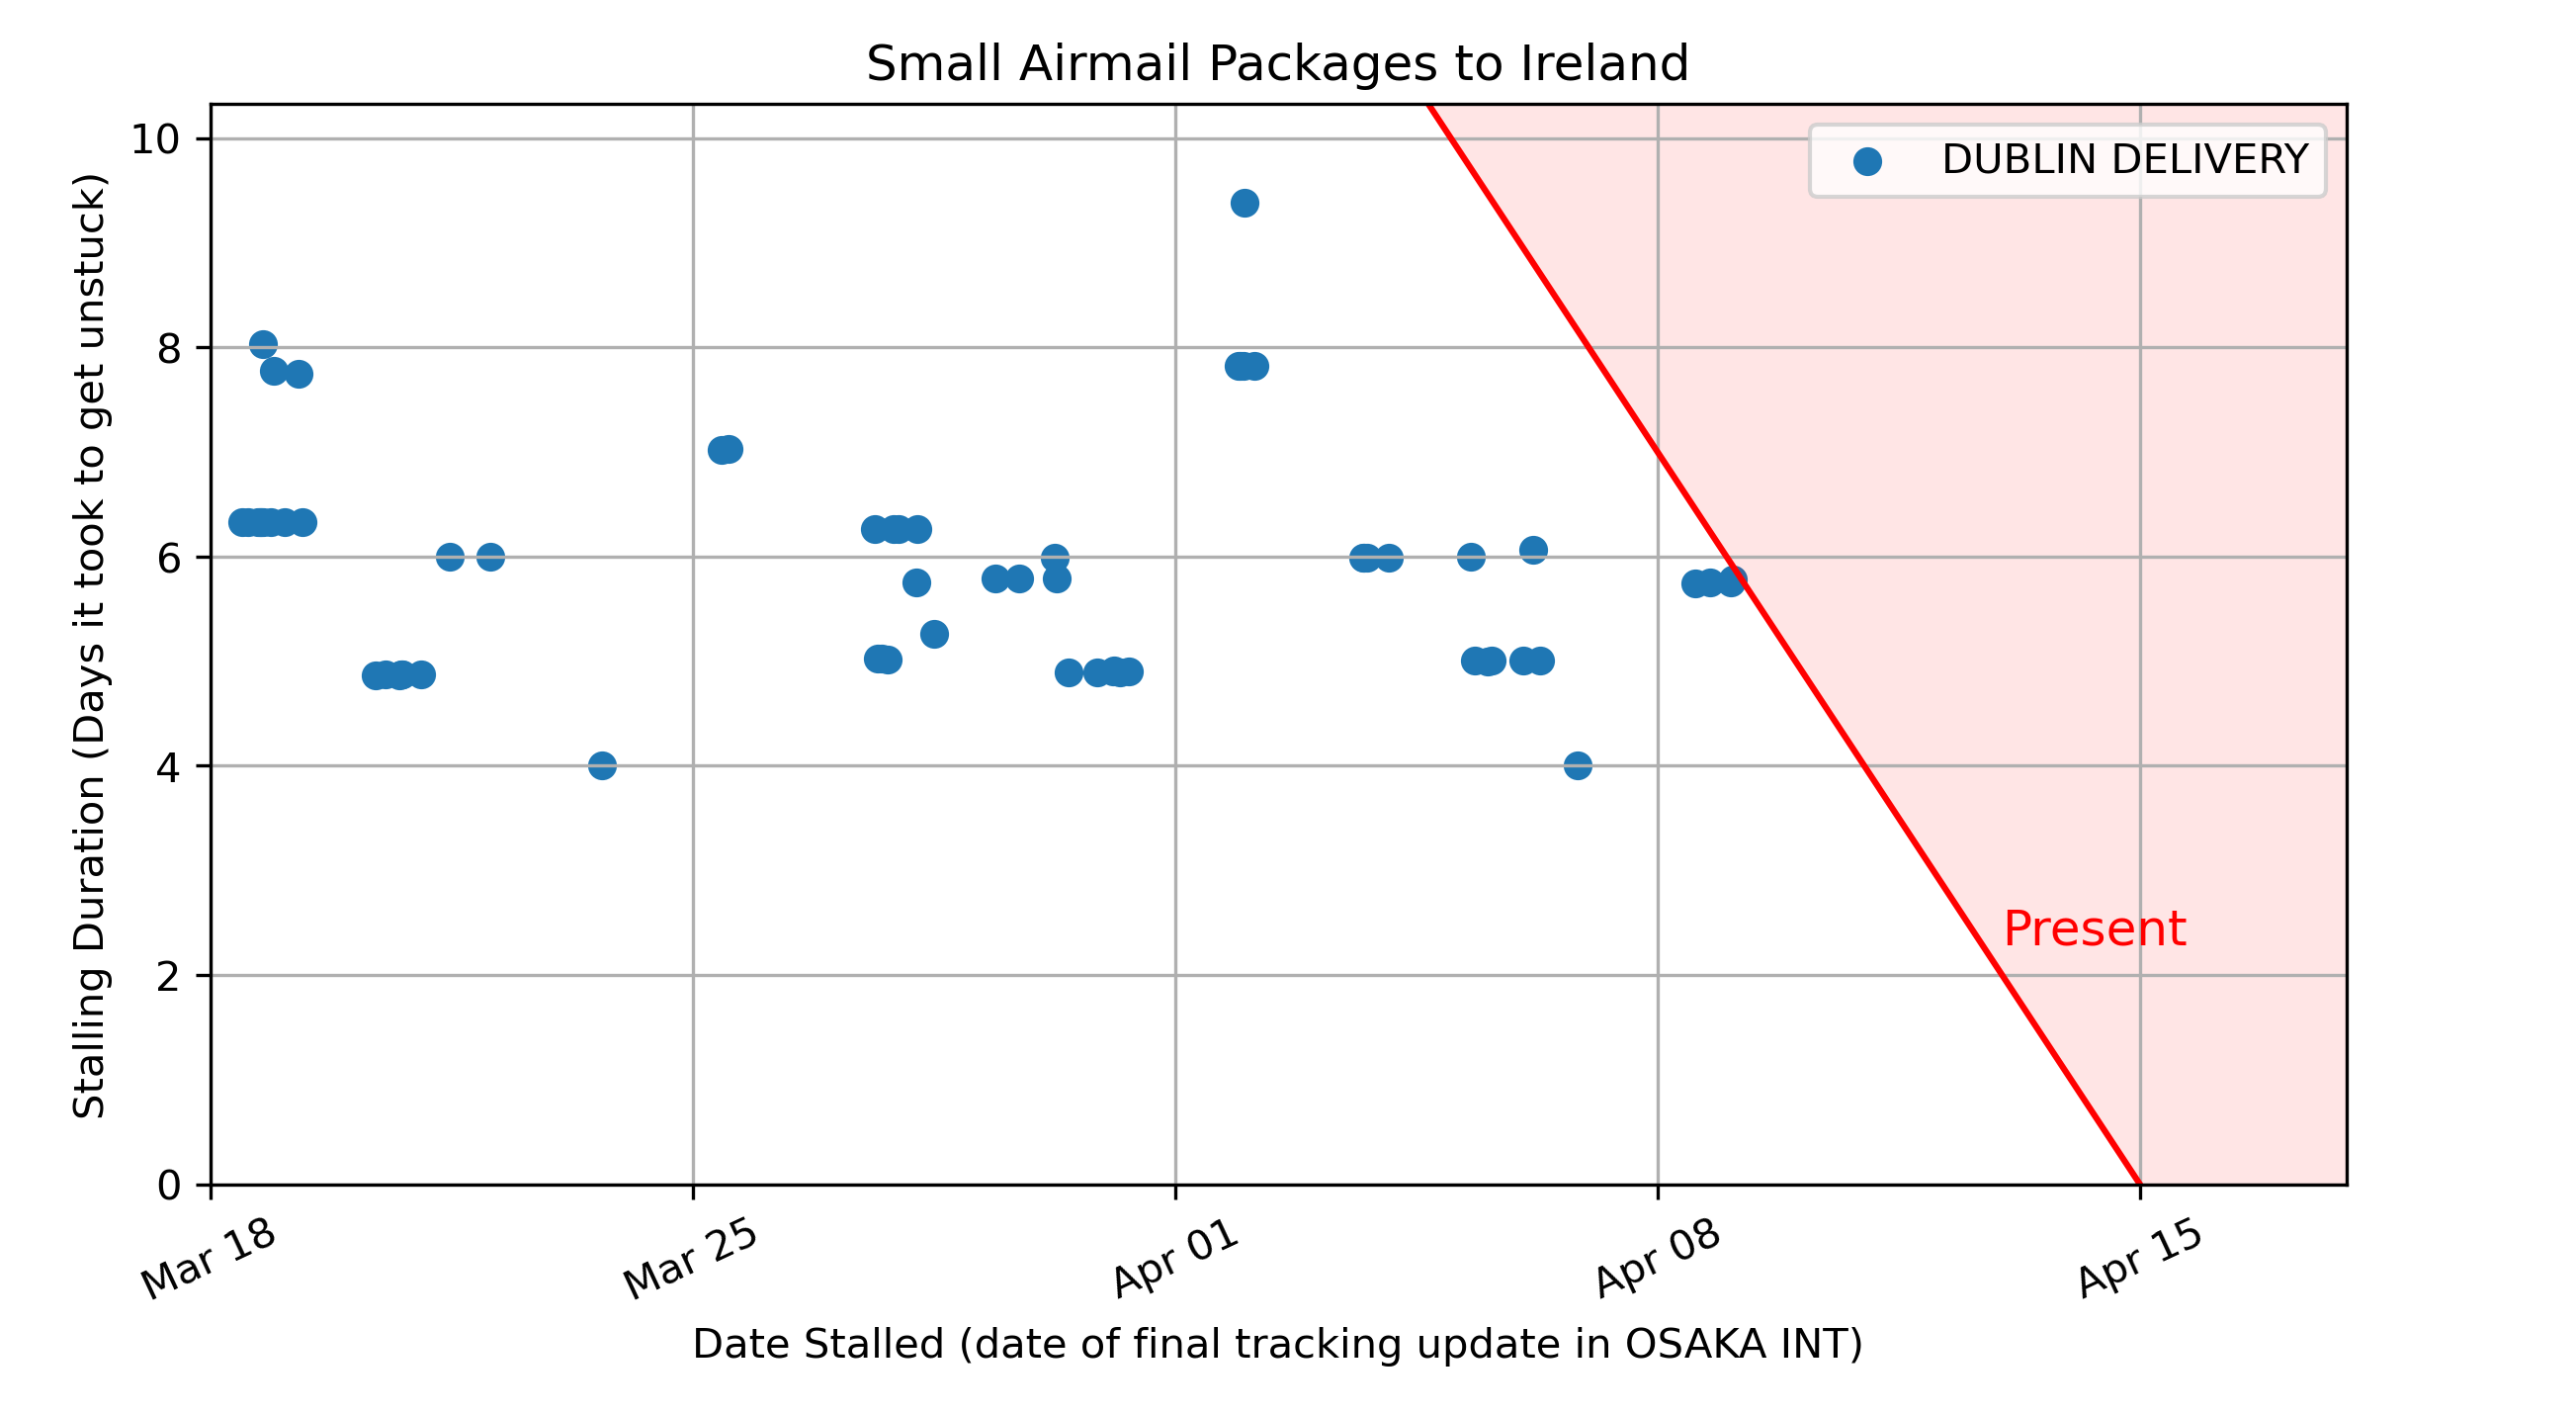 Small Airmail Packages to Ireland
DUBLIN DELIVERY
Stalling Duration (Days it took to get unstuck)
10
8
6
4
2
0
Present
Mar 18
Mar 25
Apr 01
Apr 08
Apr 15
Date Stalled (date of final tracking update in OSAKA INT)